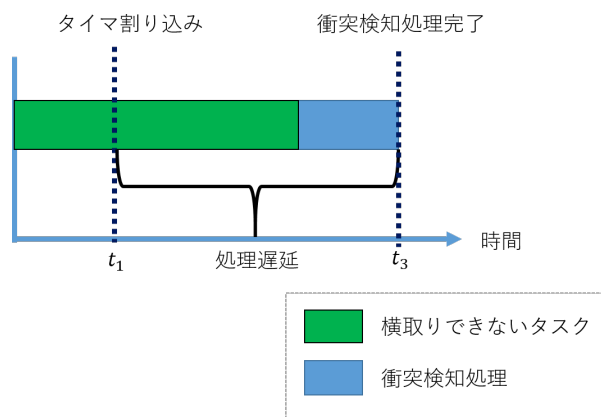 タイマ割り込み
衝突検知処理完了
時間
t1
処理遅延
t3
横取りできないタスク
衝突検知処理